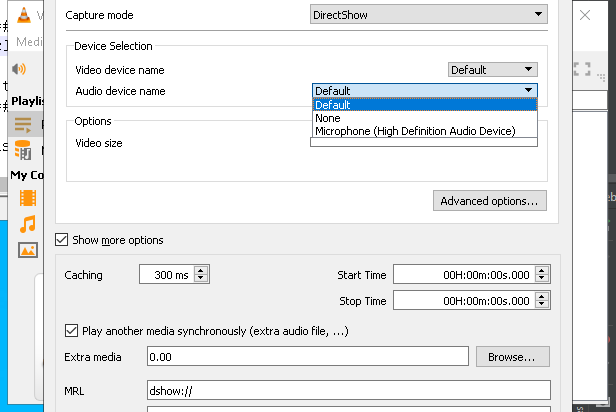 Capture mode
DirectShow
Medi
Device Selection
Video device name
Default
Audio device name
Default
Default
None
Microphone (High Definition Audio Device)
Playlis
Options
Video size
My Co
Advanced options...
Show more options
Caching
300 ms
Start Time
00H:00m:00s.000
Stop Time
00H:00m:00s.000
Play another media synchronously (extra audio file, ...)
Extra media
0.00
Browse...
MRL
dshow://